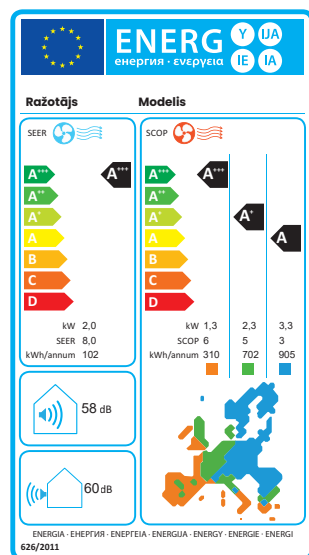 ENERG Y IJA
енергия · ενεργεια IE IA
Ražotājs Modelis
SEER SCOP
A+++ A+++ A+++ A+++
A++ A++
A+ A+ A+
A A A
B B
C C
D D
kW 2,0 kW 1,3 2,3 3,3
SEER 8,0 SCOP 6 5 3
kWh/annum 102 kWh/annum 310 702 905
58 dB
60 dB
ENERGIA · ЕНЕРГИЯ · ΕΝΕΡΓΕΙΑ · ENERGIJA · ENERGY · ENERGIE · ENERGI
626/2011